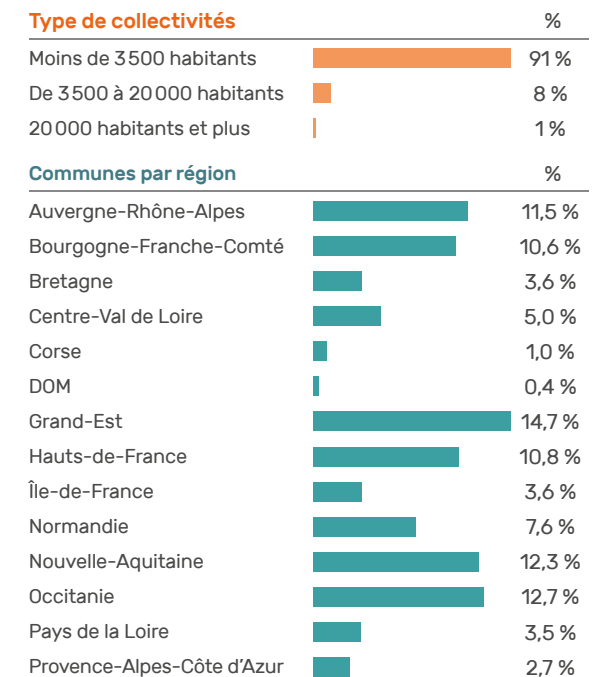 Type de collectivités %
Moins de 3 500 habitants 91 %
De 3 500 à 20 000 habitants 8 %
20 000 habitants et plus 1 %
Communes par région %
Auvergne-Rhône-Alpes 11,5 %
Bourgogne-Franche-Comté 10,6 %
Bretagne 3,6 %
Centre-Val de Loire 5,0 %
Corse 1,0 %
DOM 0,4 %
Grand-Est 14,7 %
Hauts-de-France 10,8 %
Île-de-France 3,6 %
Normandie 7,6 %
Nouvelle-Aquitaine 12,3 %
Occitanie 12,7 %
Pays de la Loire 3,5 %
Provence-Alpes-Côte d’Azur 2,7 %